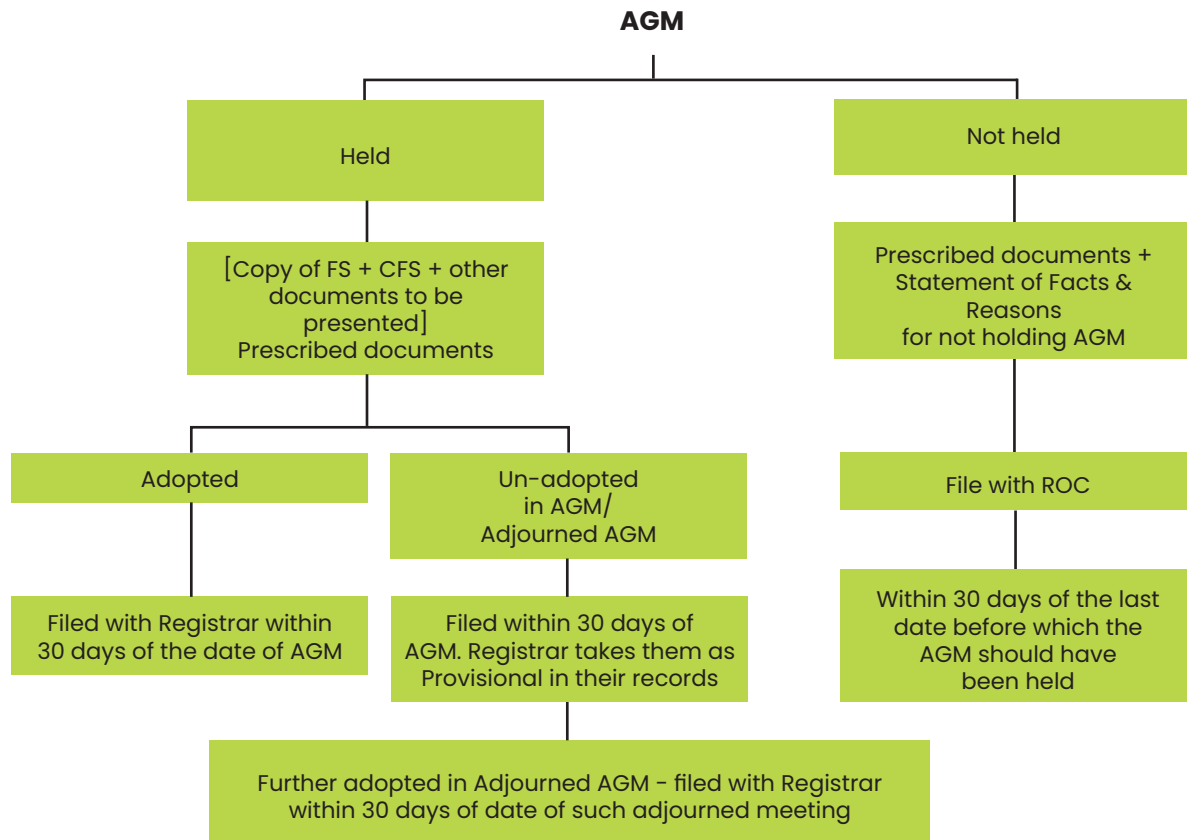 AGM
Held
Not held
[Copy of FS + CFS + other
documents to be
presented]
Prescribed documents
Prescribed documents +
Statement of Facts &
Reasons
for not holding AGM
Adopted
Un-adopted
in AGM/
Adjourned AGM
File with ROC
Filed with Registrar within
30 days of the date of AGM
Filed within 30 days of
AGM. Registrar takes them as
Provisional in their records
Within 30 days of the last
date before which the
AGM should have
been held
Further adopted in Adjourned AGM - filed with Registrar
within 30 days of date of such adjourned meeting